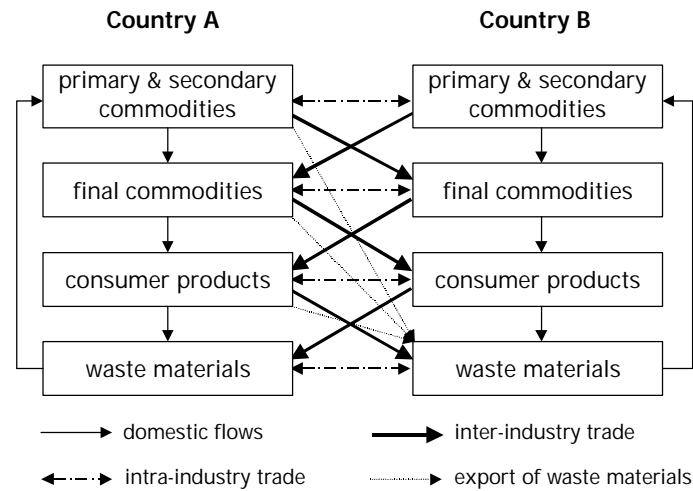 Country A
Country B
primary & secondary
commodities
primary & secondary
commodities
final commodities
final commodities
consumer products
consumer products
waste materials
waste materials
domestic flows
inter-industry trade
intra-industry trade
export of waste materials